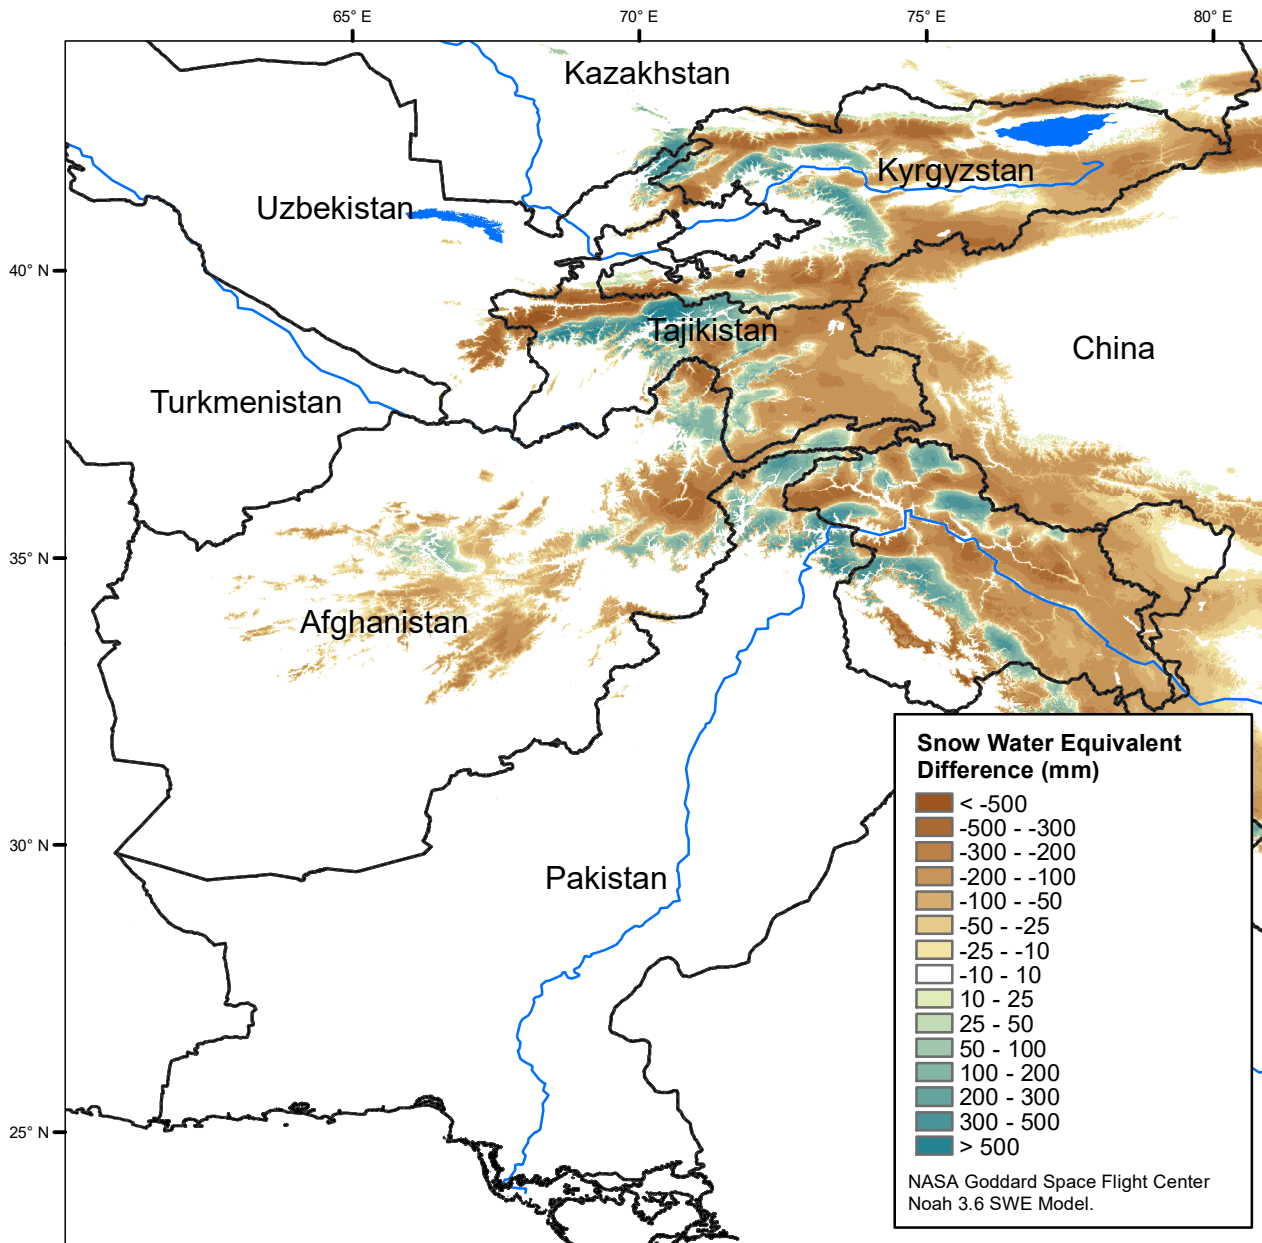 65° E
70° E
75° E
80° E
Kazakhstan
Kyrgyzstan
Uzbekistan
40° N
Tajikistan
China
Turkmenistan
35° N
Afghanistan
30° N
Pakistan
25° N
Snow Water Equivalent
Difference (mm)
< -500
-500 - -300
-300 - -200
-200 - -100
-100 - -50
-50 - -25
-25 - -10
-10 - 10
10 - 25
25 - 50
50 - 100
100 - 200
200 - 300
300 - 500
> 500
NASA Goddard Space Flight Center
Noah 3.6 SWE Model.